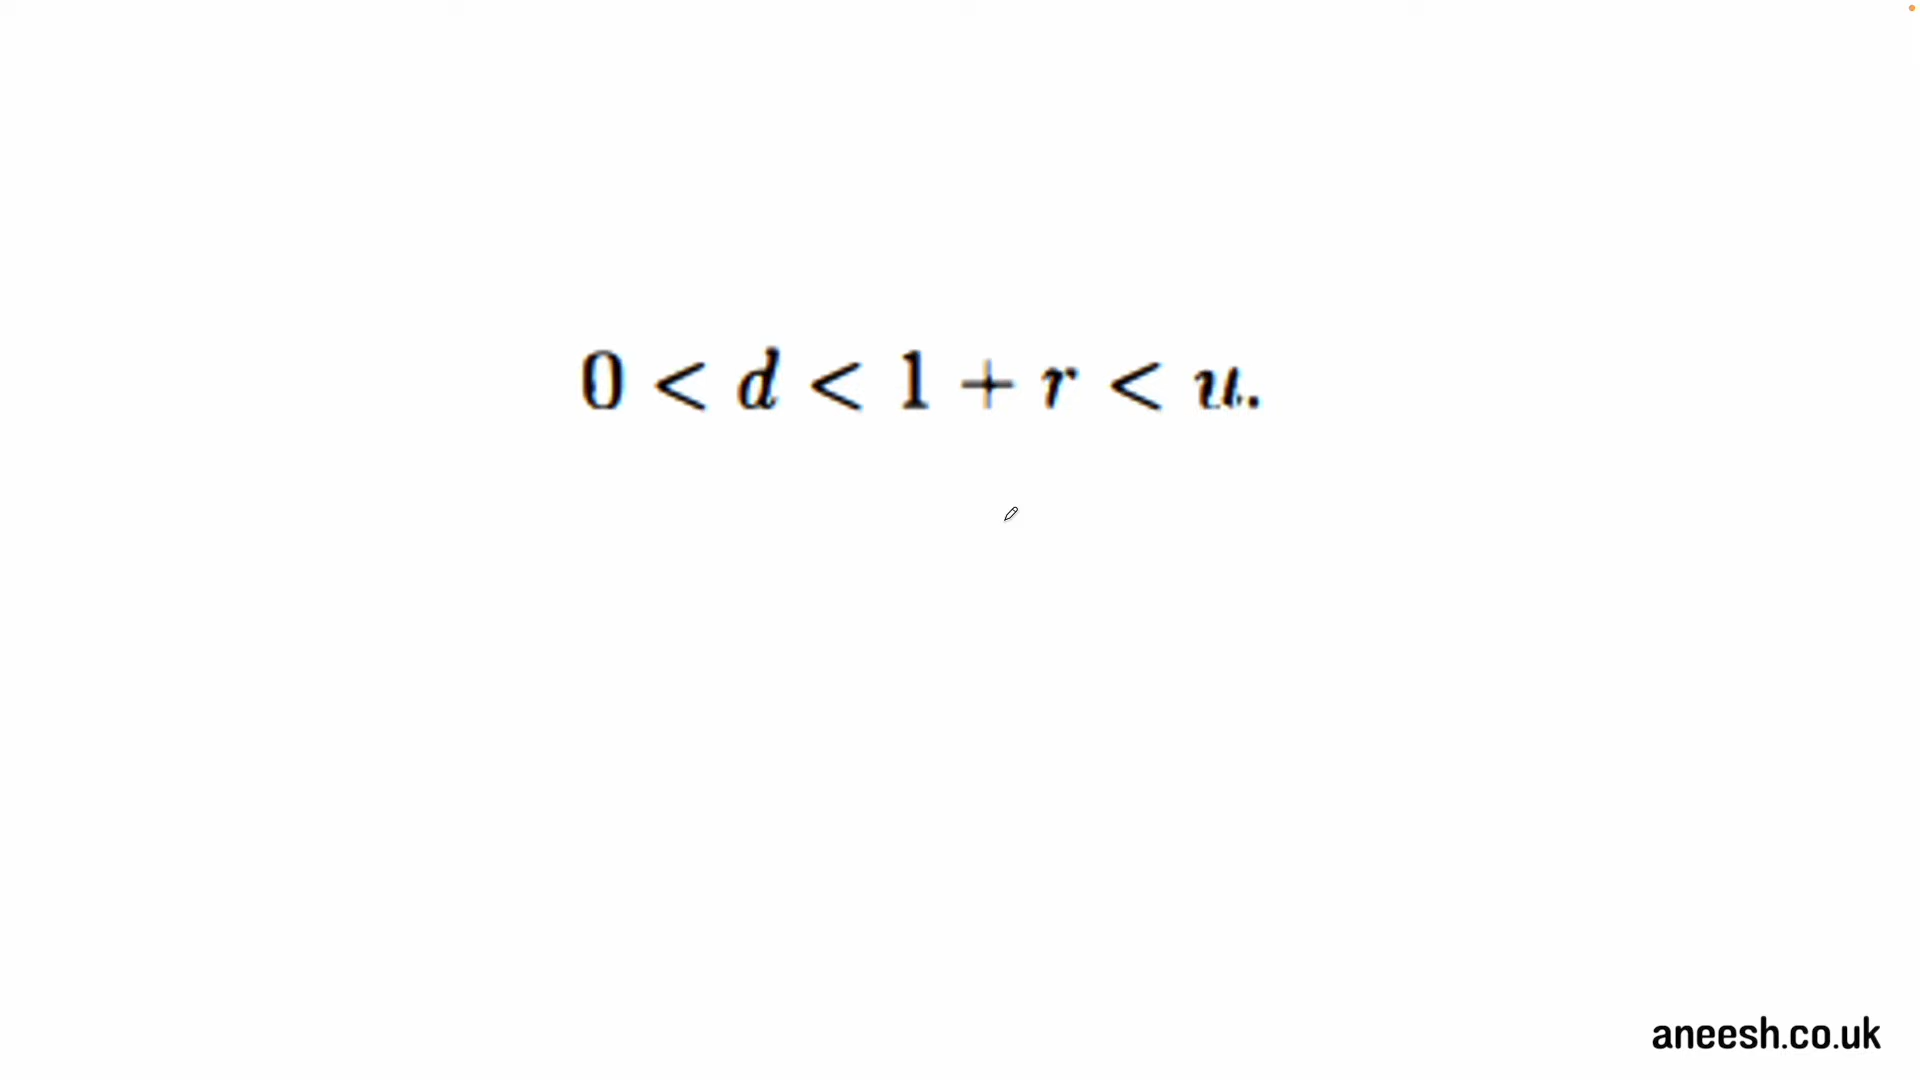 0 < d < 1 + r < u.
aneesh.co.uk